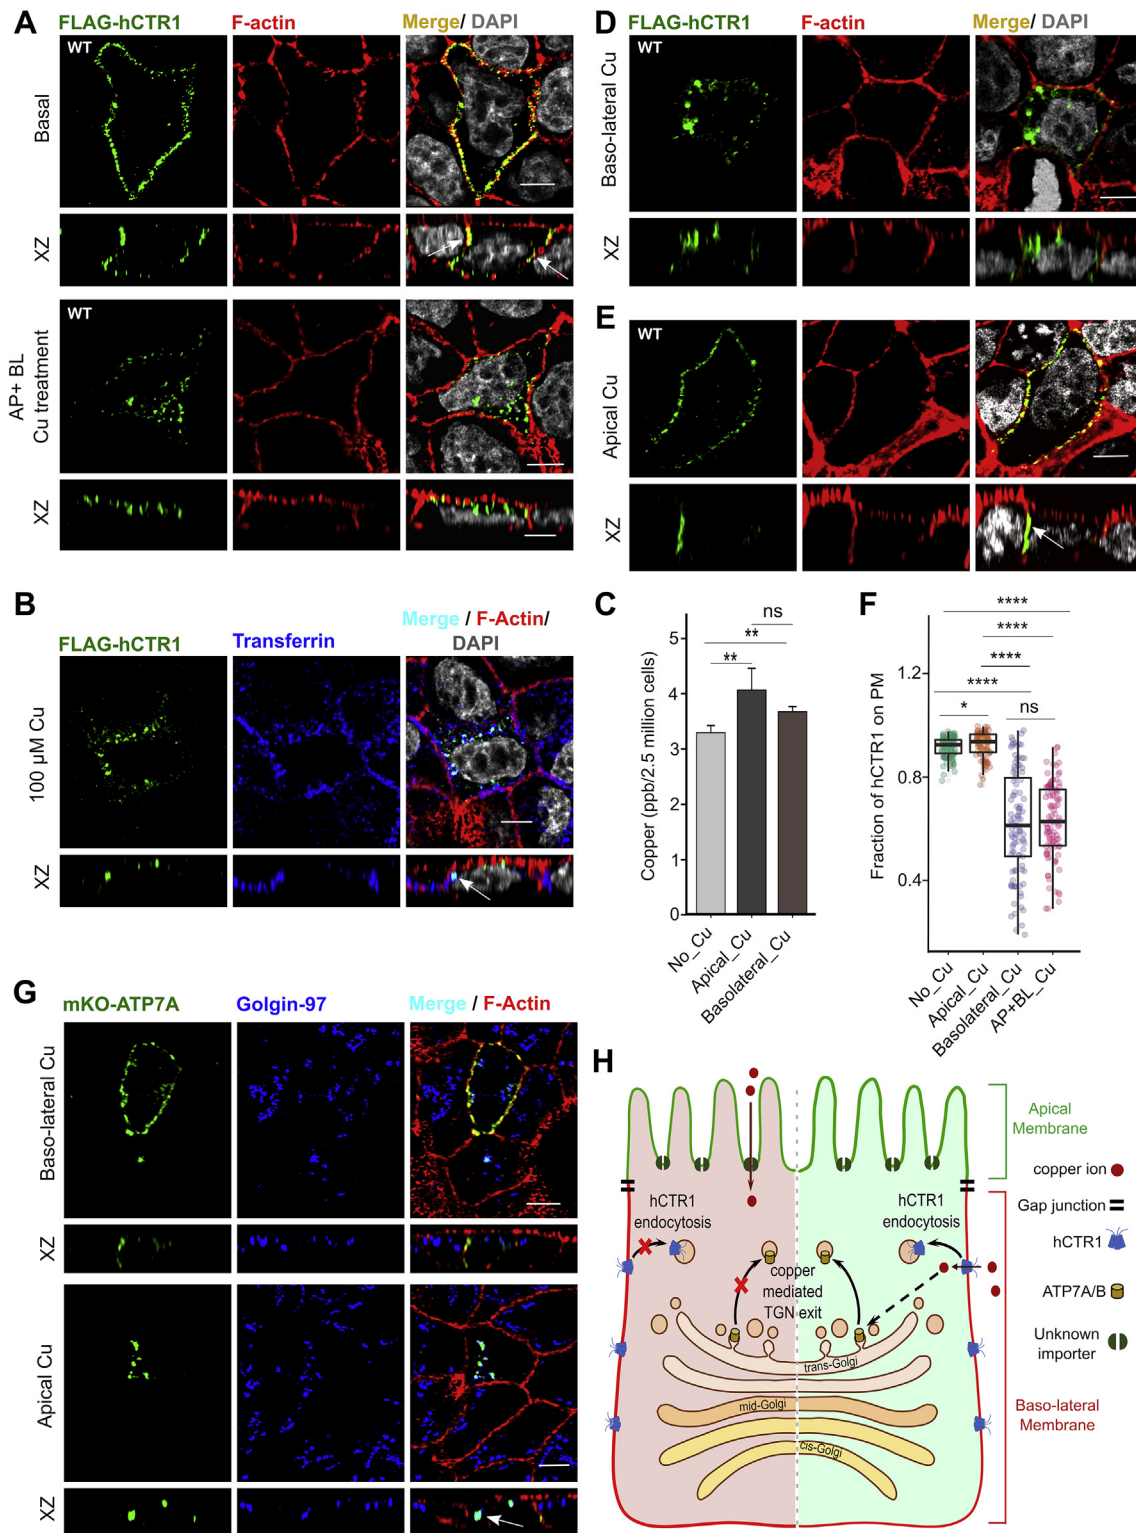 A
FLAG-hCTR1
F-actin
Merge/ DAPI
Basal
WT
XZ
AP+ BL
Cu treatment
WT
XZ
B
FLAG-hCTR1
Transferrin
Merge / F-Actin/
DAPI
100 µM Cu
XZ
D
FLAG-hCTR1
F-actin
Merge/ DAPI
Baso-lateral Cu
WT
XZ
E
Apical Cu
WT
XZ
C
Copper (ppb/2.5 million cells)
5
4
3
2
1
0
ns
**
**
No_Cu
Apical_Cu
Basolateral_Cu
F
Fraction of hCTR1 on PM
1.2
0.8
0.4
****
****
****
****
ns
*
No_Cu
Apical_Cu
Basolateral_Cu
AP+BL_Cu
G
mKO-ATP7A
Golgin-97
Merge / F-Actin
Baso-lateral Cu
XZ
Apical Cu
XZ
H
Apical
Membrane
copper ion
Gap junction
hCTR1
ATP7A/B
Unknown
importer
Baso-lateral
Membrane
hCTR1
endocytosis
hCTR1
endocytosis
copper
mediated
TGN exit
trans-Golgi
mid-Golgi
cis-Golgi